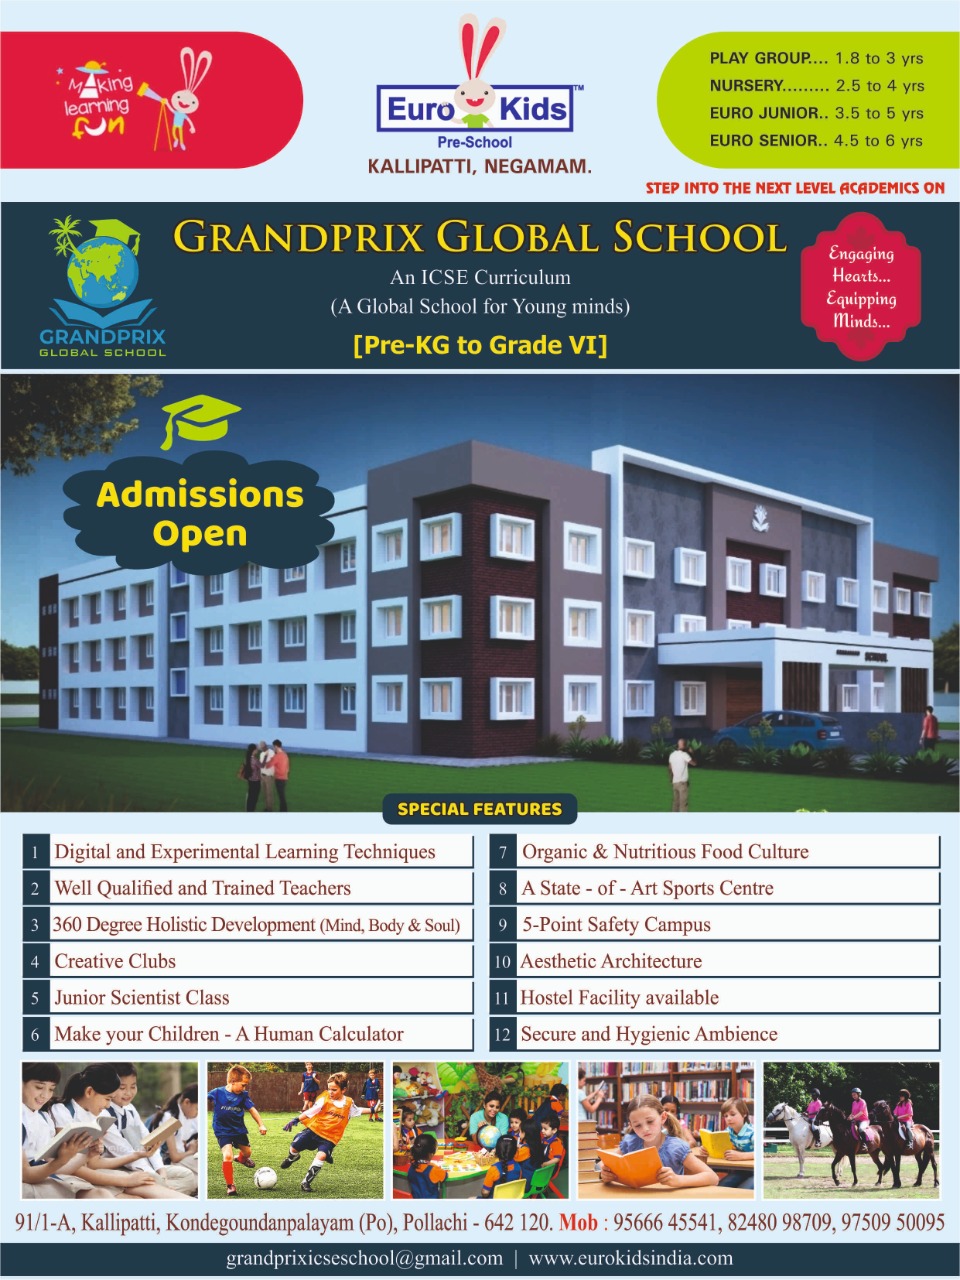 Making
learning
fun
Euro Kids™
Pre-School
KALLIPATTI, NEGAMAM.
PLAY GROUP.... 1.8 to 3 yrs
NURSERY......... 2.5 to 4 yrs
EURO JUNIOR.. 3.5 to 5 yrs
EURO SENIOR.. 4.5 to 6 yrs
STEP INTO THE NEXT LEVEL ACADEMICS ON
GRANDPRIX
GLOBAL SCHOOL
GRANDPRIX GLOBAL SCHOOL
An ICSE Curriculum
(A Global School for Young minds)
[Pre-KG to Grade VI]
Engaging
Hearts...
Equipping
Minds...
Admissions
Open
SCHOOL
SPECIAL FEATURES
1 Digital and Experimental Learning Techniques
2 Well Qualified and Trained Teachers
3 360 Degree Holistic Development (Mind, Body & Soul)
4 Creative Clubs
5 Junior Scientist Class
6 Make your Children - A Human Calculator
7 Organic & Nutritious Food Culture
8 A State - of - Art Sports Centre
9 5-Point Safety Campus
10 Aesthetic Architecture
11 Hostel Facility available
12 Secure and Hygienic Ambience
91/1-A, Kallipatti, Kondegoundanpalayam (Po), Pollachi - 642 120. Mob : 95666 45541, 82480 98709, 97509 50095
grandprixicseschool@gmail.com | www.eurokidsindia.com